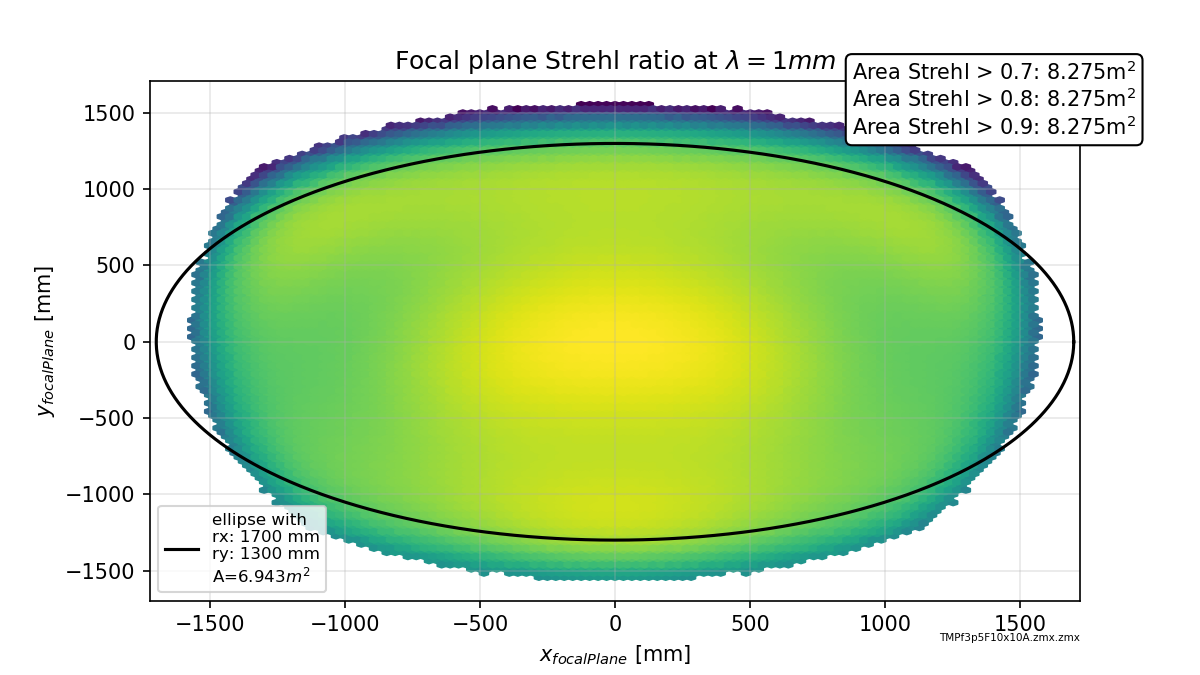 Focal plane Strehl ratio at λ = 1mm
Area Strehl > 0.7: 8.275m²
Area Strehl > 0.8: 8.275m²
Area Strehl > 0.9: 8.275m²
1500
1000
500
0
−500
−1000
−1500
y_focalPlane [mm]
ellipse with
rx: 1700 mm
ry: 1300 mm
A=6.943m²
−1500 −1000 −500 0 500 1000 1500
TMPf3p5F10x10A.zmx.zmx
x_focalPlane [mm]